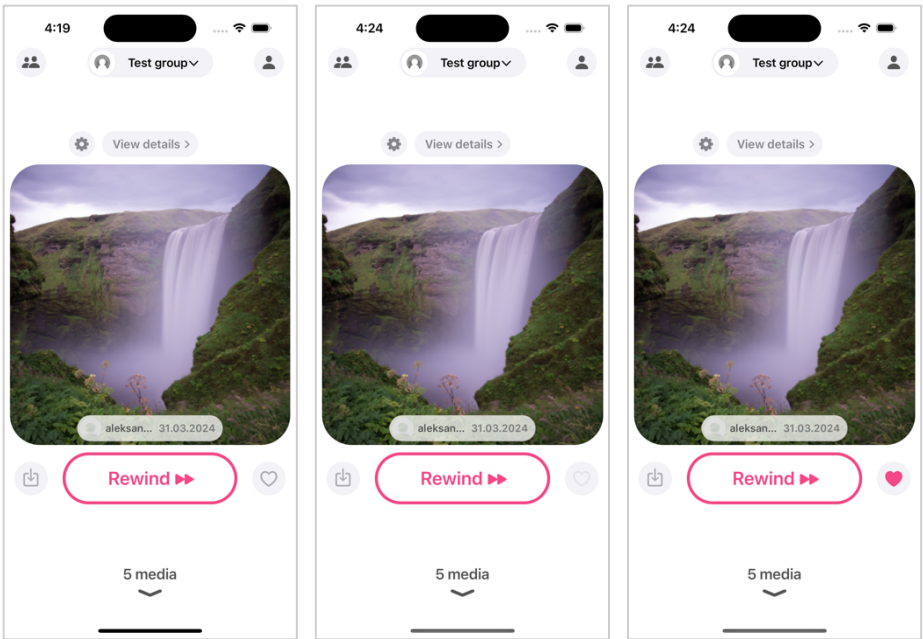 4:19
Test group
View details >
aleksan... 31.03.2024
Rewind
5 media
4:24
Test group
View details >
aleksan... 31.03.2024
Rewind
5 media
4:24
Test group
View details >
aleksan... 31.03.2024
Rewind
5 media